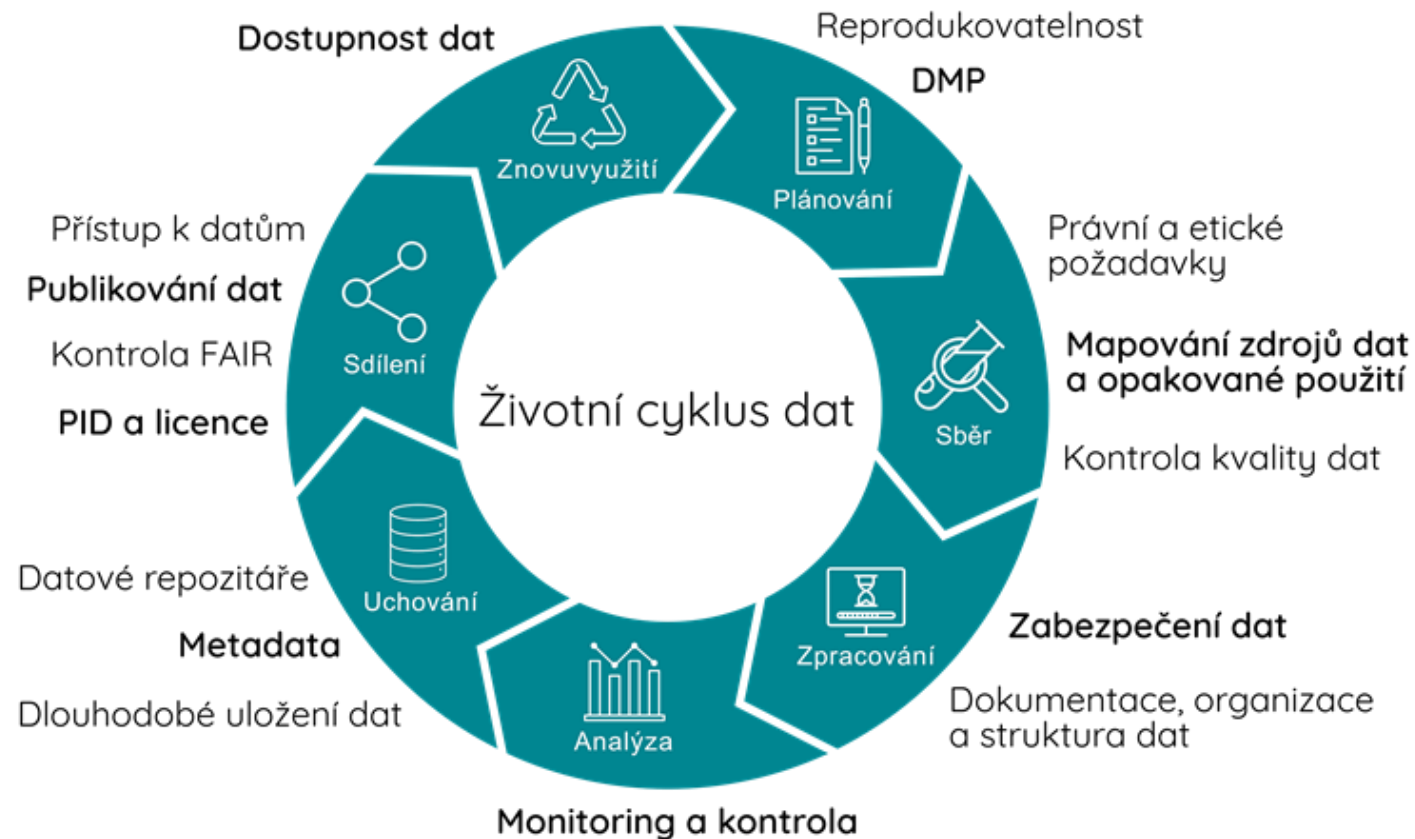 Dostupnost dat
Reprodukovatelnost
DMP
Znovuvyužití
Plánování
Přístup k datům
Publikování dat
Kontrola FAIR
PID a licence
Sdílení
Životní cyklus dat
Právní a etické
požadavky
Mapování zdrojů dat
a opakované použití
Kontrola kvality dat
Sběr
Datové repozitáře
Metadata
Dlouhodobé uložení dat
Uchování
Analýza
Zpracování
Zabezpečení dat
Dokumentace, organizace
a struktura dat
Monitoring a kontrola